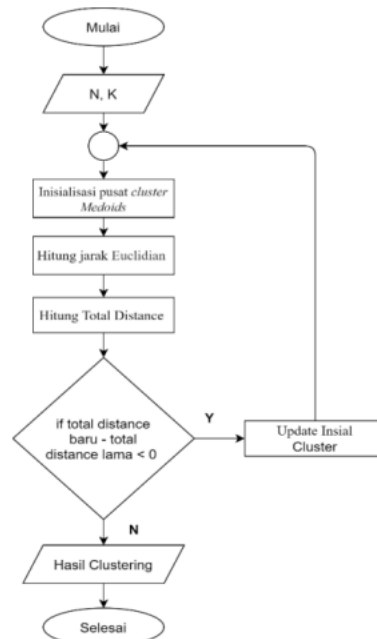 Mulai
N, K
Inisialisasi pusat cluster
Medoids
Hitung jarak Euclidian
Hitung Total Distance
if total distance
baru - total
distance lama < 0
Y
Update Insial
Cluster
N
Hasil Clustering
Selesai